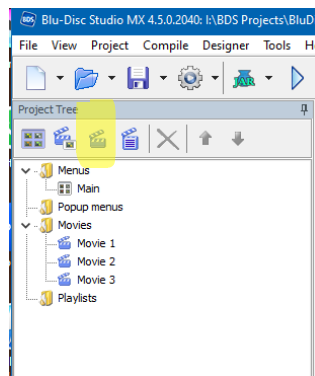 BDS Blu-Disc Studio MX 4.5.0.2040: I:\BDS Projects\BluD
File View Project Compile Designer Tools H
JAR
Project Tree
Menus
Main
Popup menus
Movies
Movie 1
Movie 2
Movie 3
Playlists